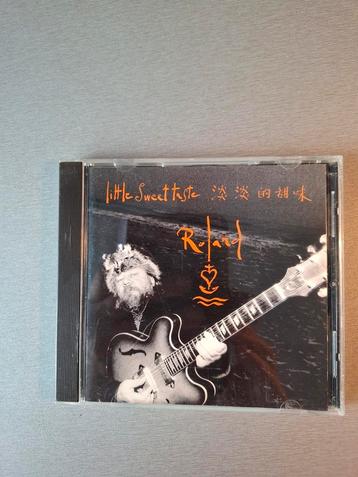 little Sweet taste 淡淡的甜味
Roland